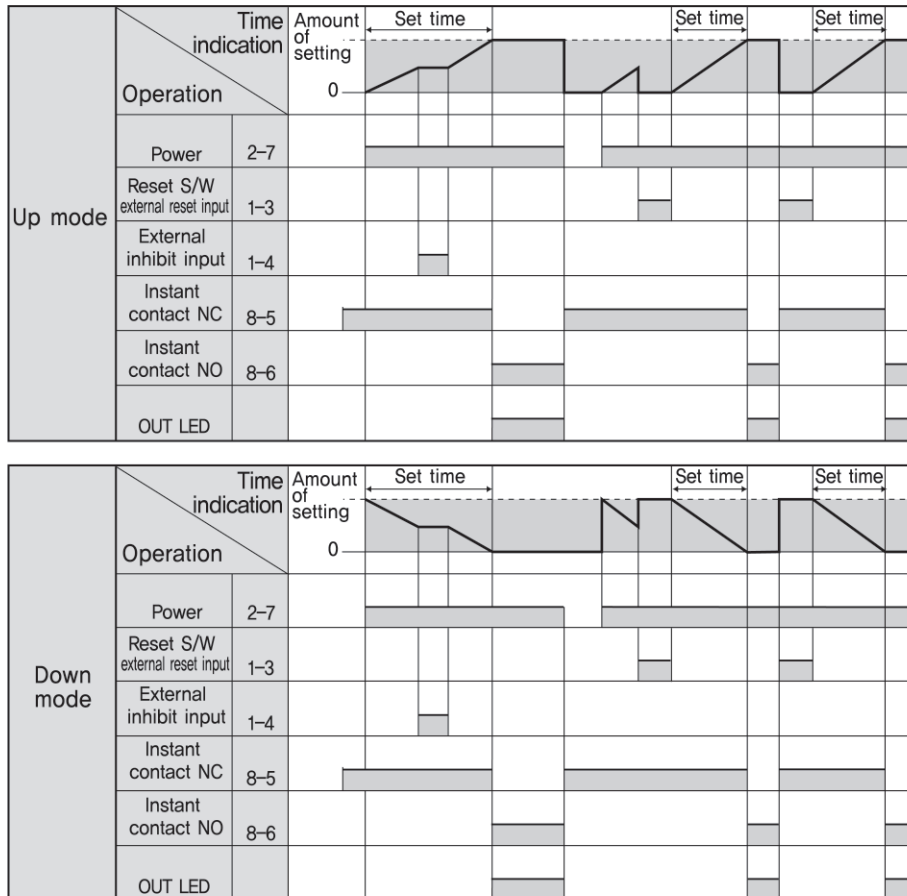 Time indication
Operation
Amount of setting
0
Set time
Set time
Set time
Up mode
Power 2-7
Reset S/W
external reset input 1-3
External
inhibit input 1-4
Instant
contact NC 8-5
Instant
contact NO 8-6
OUT LED
Time indication
Operation
Amount of setting
0
Set time
Set time
Set time
Down
mode
Power 2-7
Reset S/W
external reset input 1-3
External
inhibit input 1-4
Instant
contact NC 8-5
Instant
contact NO 8-6
OUT LED